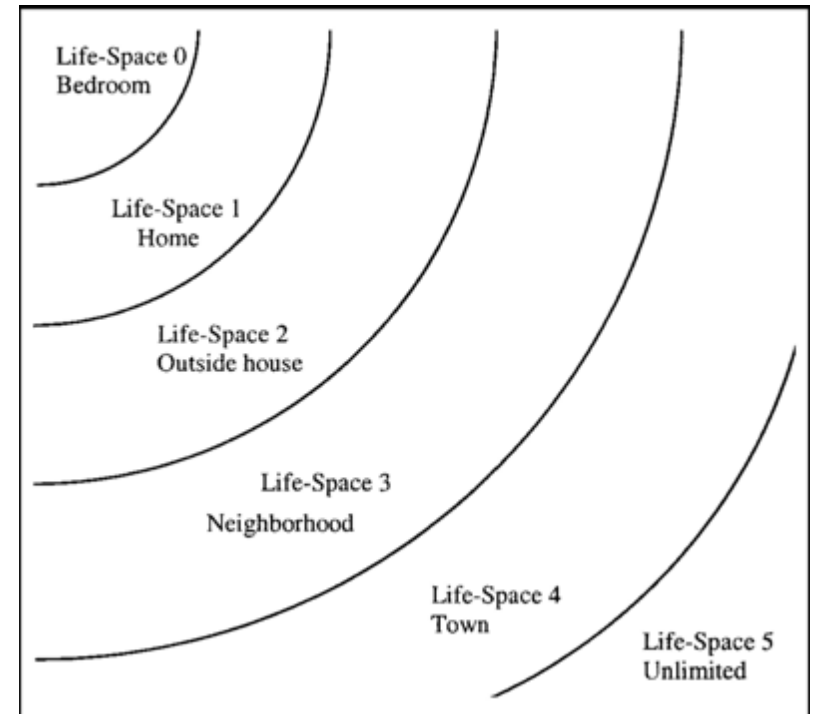 Life-Space 0
Bedroom
Life-Space 1
Home
Life-Space 2
Outside house
Life-Space 3
Neighborhood
Life-Space 4
Town
Life-Space 5
Unlimited